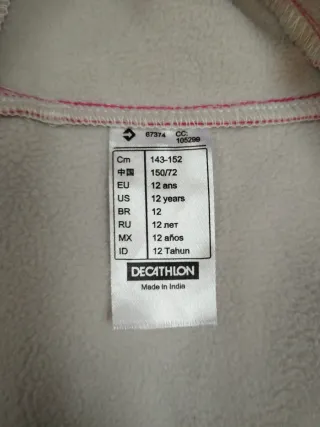 67374 CC:
105299
Cm 143-152
中国 150/72
EU 12 ans
US 12 years
BR 12
RU 12 лет
MX 12 años
ID 12 Tahun
DECATHLON
Made in India